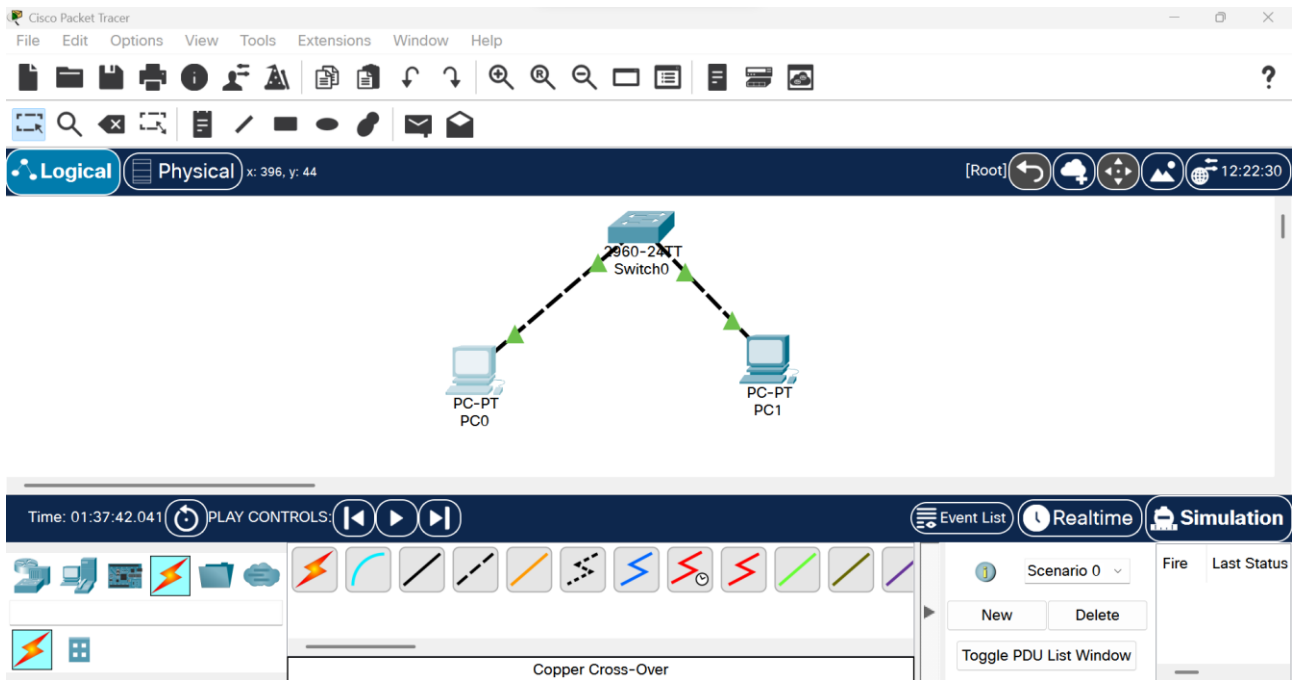 Cisco Packet Tracer
File Edit Options View Tools Extensions Window Help
Logical Physical x: 396, y: 44 [Root] 12:22:30
2960-24TT
Switch0
PC-PT
PC0
PC-PT
PC1
Time: 01:37:42.041 PLAY CONTROLS: Event List Realtime Simulation
Scenario 0 Fire Last Status
New Delete
Toggle PDU List Window
Copper Cross-Over